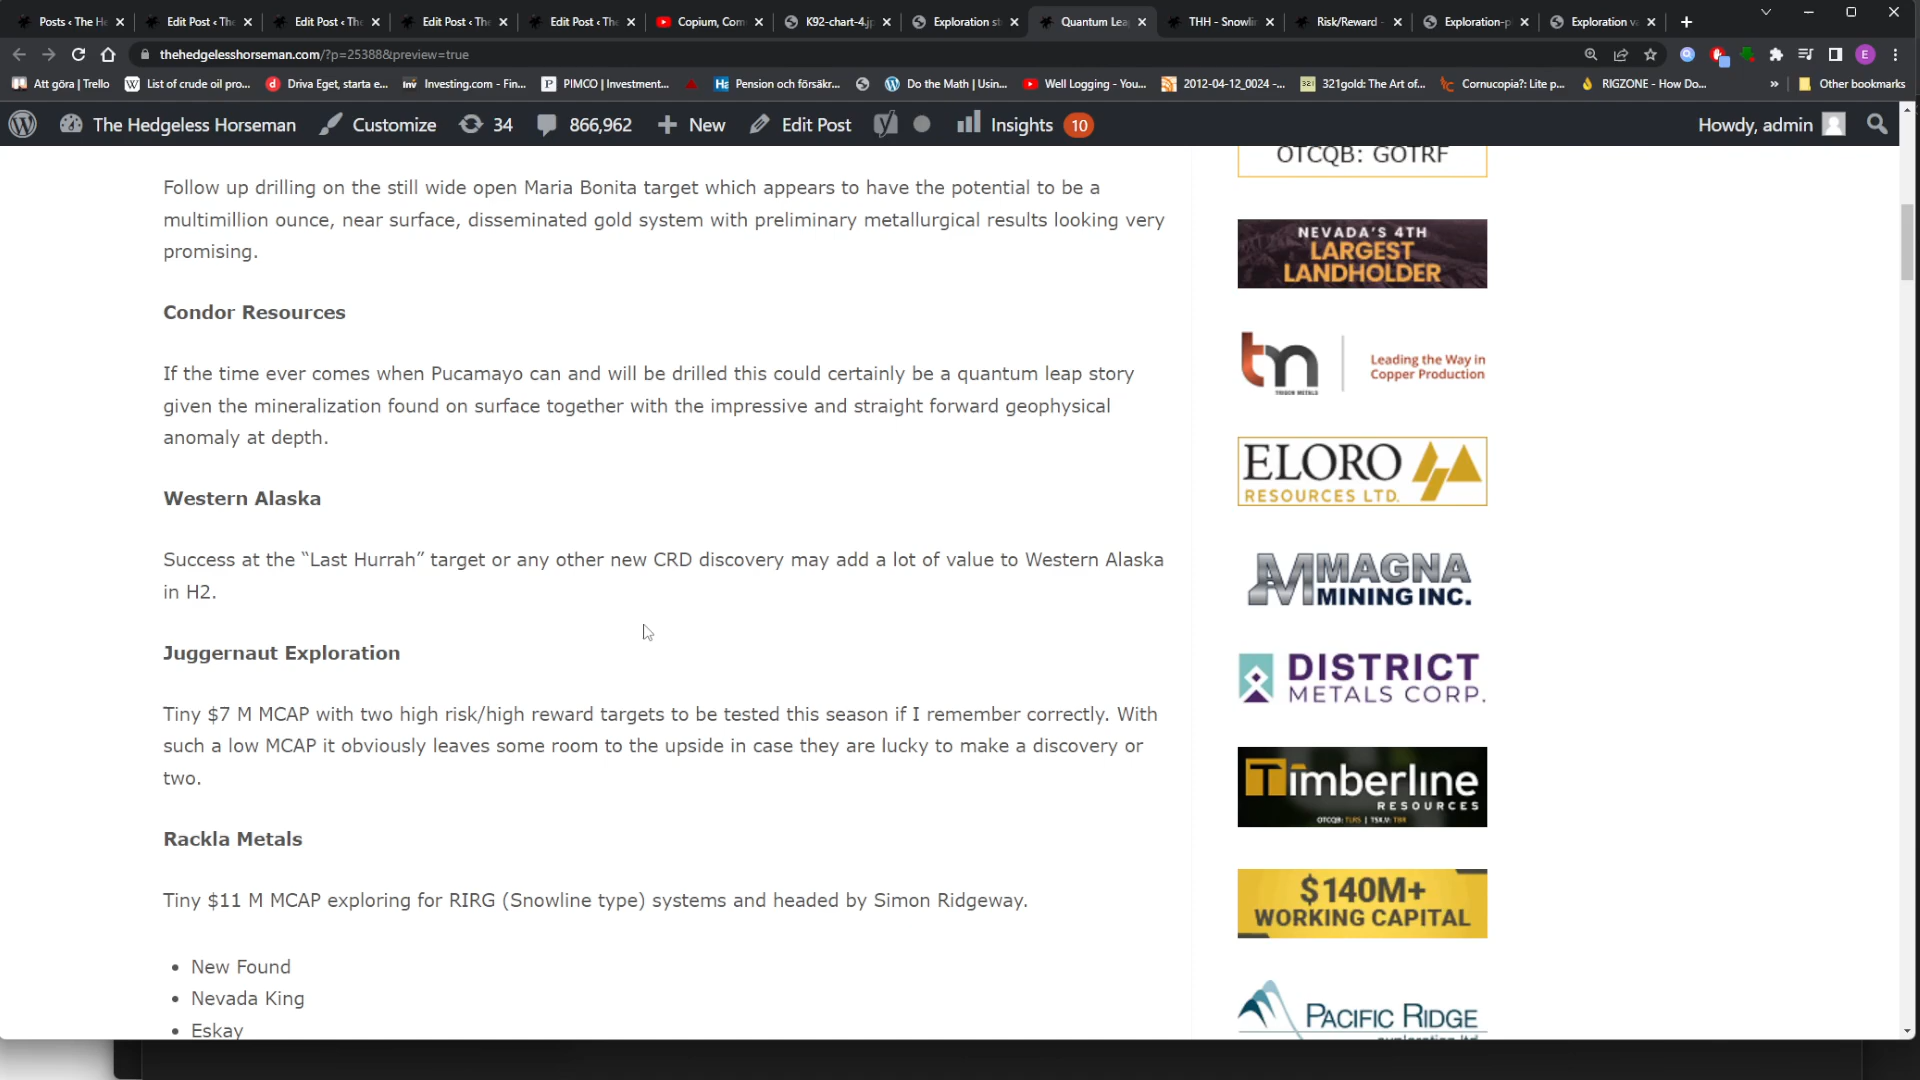 Posts ‹ The He
Edit Post ‹ The
Edit Post ‹ The
Edit Post ‹ The
Edit Post ‹ The
Copium, Com
K92-chart-4.j
Exploration st
Quantum Lea
THH - Snowli
Risk/Reward
Exploration-p
Exploration v
thehedgelesshorseman.com/?p=25388&preview=true
E
Att göra | Trello
List of crude oil pro...
Driva Eget, starta e...
Investing.com - Fin...
PIMCO | Investment...
Pension och försäkr...
Do the Math | Usin...
Well Logging - You...
2012-04-12_0024 -...
321gold: The Art of...
Cornucopia?: Lite p...
RIGZONE - How Do...
»
Other bookmarks
The Hedgeless Horseman
Customize
34
866,962
New
Edit Post
Insights 10
Howdy, admin
Follow up drilling on the still wide open Maria Bonita target which appears to have the potential to be a
multimillion ounce, near surface, disseminated gold system with preliminary metallurgical results looking very
promising.
Condor Resources
If the time ever comes when Pucamayo can and will be drilled this could certainly be a quantum leap story
given the mineralization found on surface together with the impressive and straight forward geophysical
anomaly at depth.
Western Alaska
Success at the “Last Hurrah” target or any other new CRD discovery may add a lot of value to Western Alaska
in H2.
Juggernaut Exploration
Tiny $7 M MCAP with two high risk/high reward targets to be tested this season if I remember correctly. With
such a low MCAP it obviously leaves some room to the upside in case they are lucky to make a discovery or
two.
Rackla Metals
Tiny $11 M MCAP exploring for RIRG (Snowline type) systems and headed by Simon Ridgeway.
• New Found
• Nevada King
• Eskay
OTCQB: GOTRF
NEVADA'S 4TH
LARGEST
LANDHOLDER
tm
TRIGON METALS
Leading the Way in
Copper Production
ELORO
RESOURCES LTD.
MAGNA
MINING INC.
DISTRICT
METALS CORP.
Timberline
RESOURCES
OTCQB: TLRS | TSX.V: TBR
$140M+
WORKING CAPITAL
PACIFIC RIDGE
exploration ltd